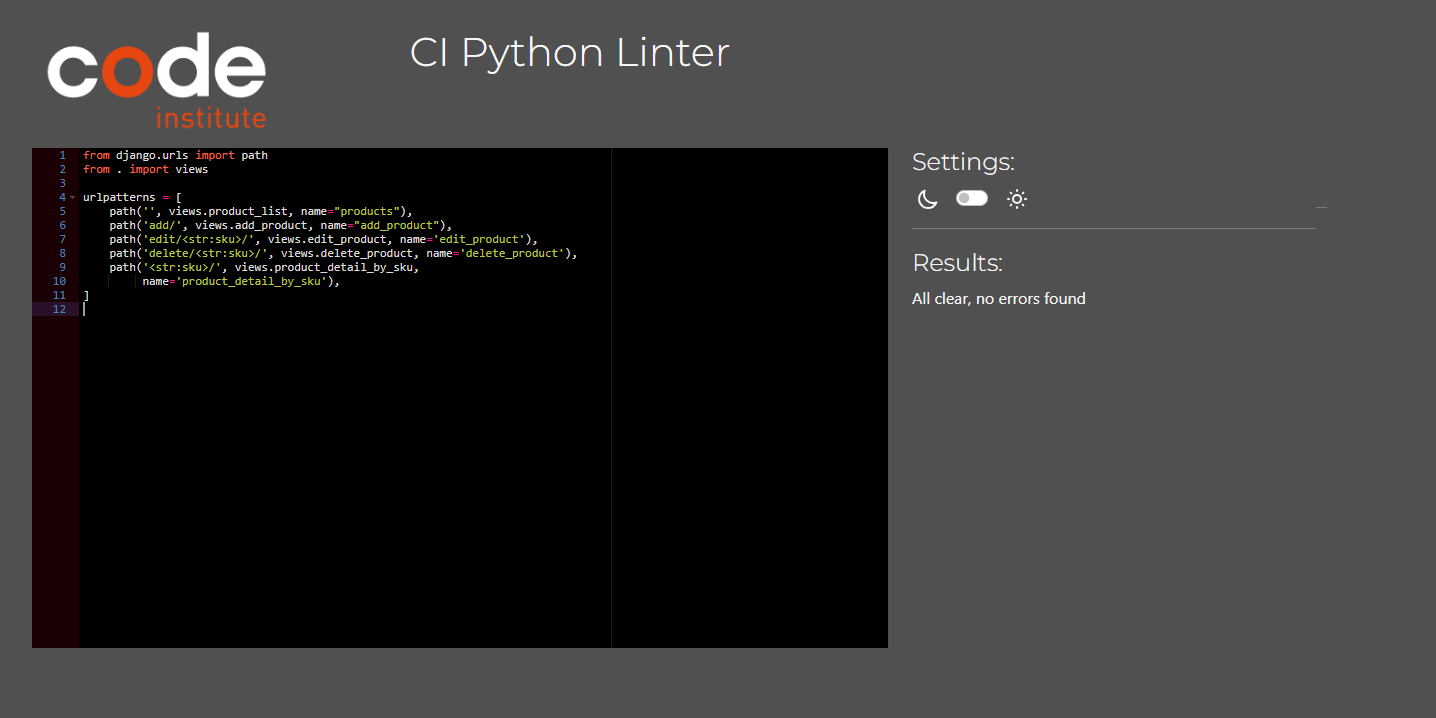 code
institute
CI Python Linter
1 from django.urls import path
2 from . import views
3
4 urlpatterns = [
5     path('', views.product_list, name="products"),
6     path('add/', views.add_product, name="add_product"),
7     path('edit/<str:sku>/', views.edit_product, name='edit_product'),
8     path('delete/<str:sku>/', views.delete_product, name='delete_product'),
9     path('<str:sku>/', views.product_detail_by_sku,
10          name='product_detail_by_sku'),
11 ]
12
Settings:
Results:
All clear, no errors found